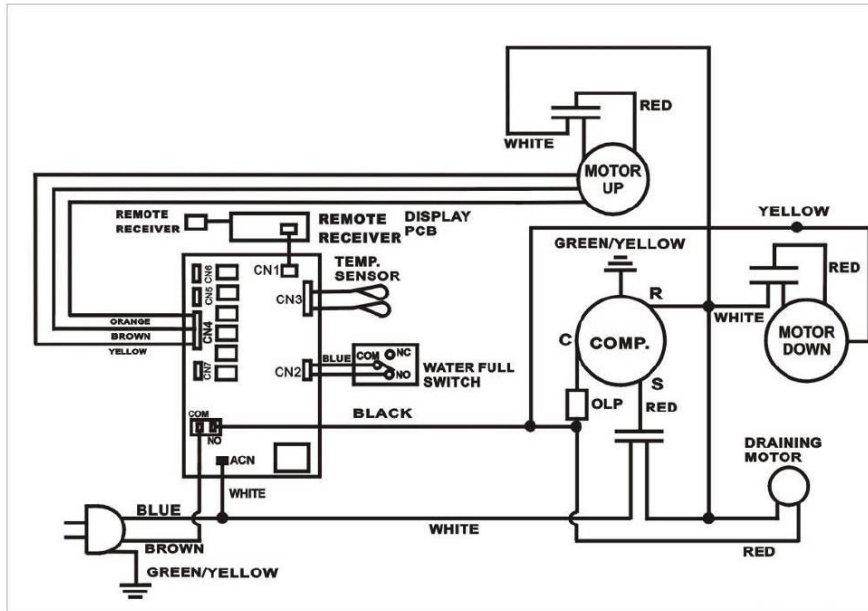 RED
WHITE
MOTOR
UP
REMOTE
RECEIVER
REMOTE
RECEIVER
DISPLAY
PCB
YELLOW
GREEN/YELLOW
CN6
CN5
CN1
TEMP.
SENSOR
CN3
RED
R
WHITE
MOTOR
DOWN
ORANGE
CN4
BROWN
YELLOW
C
COMP.
CN7
CN2
BLUE
COM
NC
NO
WATER FULL
SWITCH
S
OLP
RED
COM
NO
BLACK
DRAINING
MOTOR
ACN
WHITE
BLUE
WHITE
BROWN
RED
GREEN/YELLOW